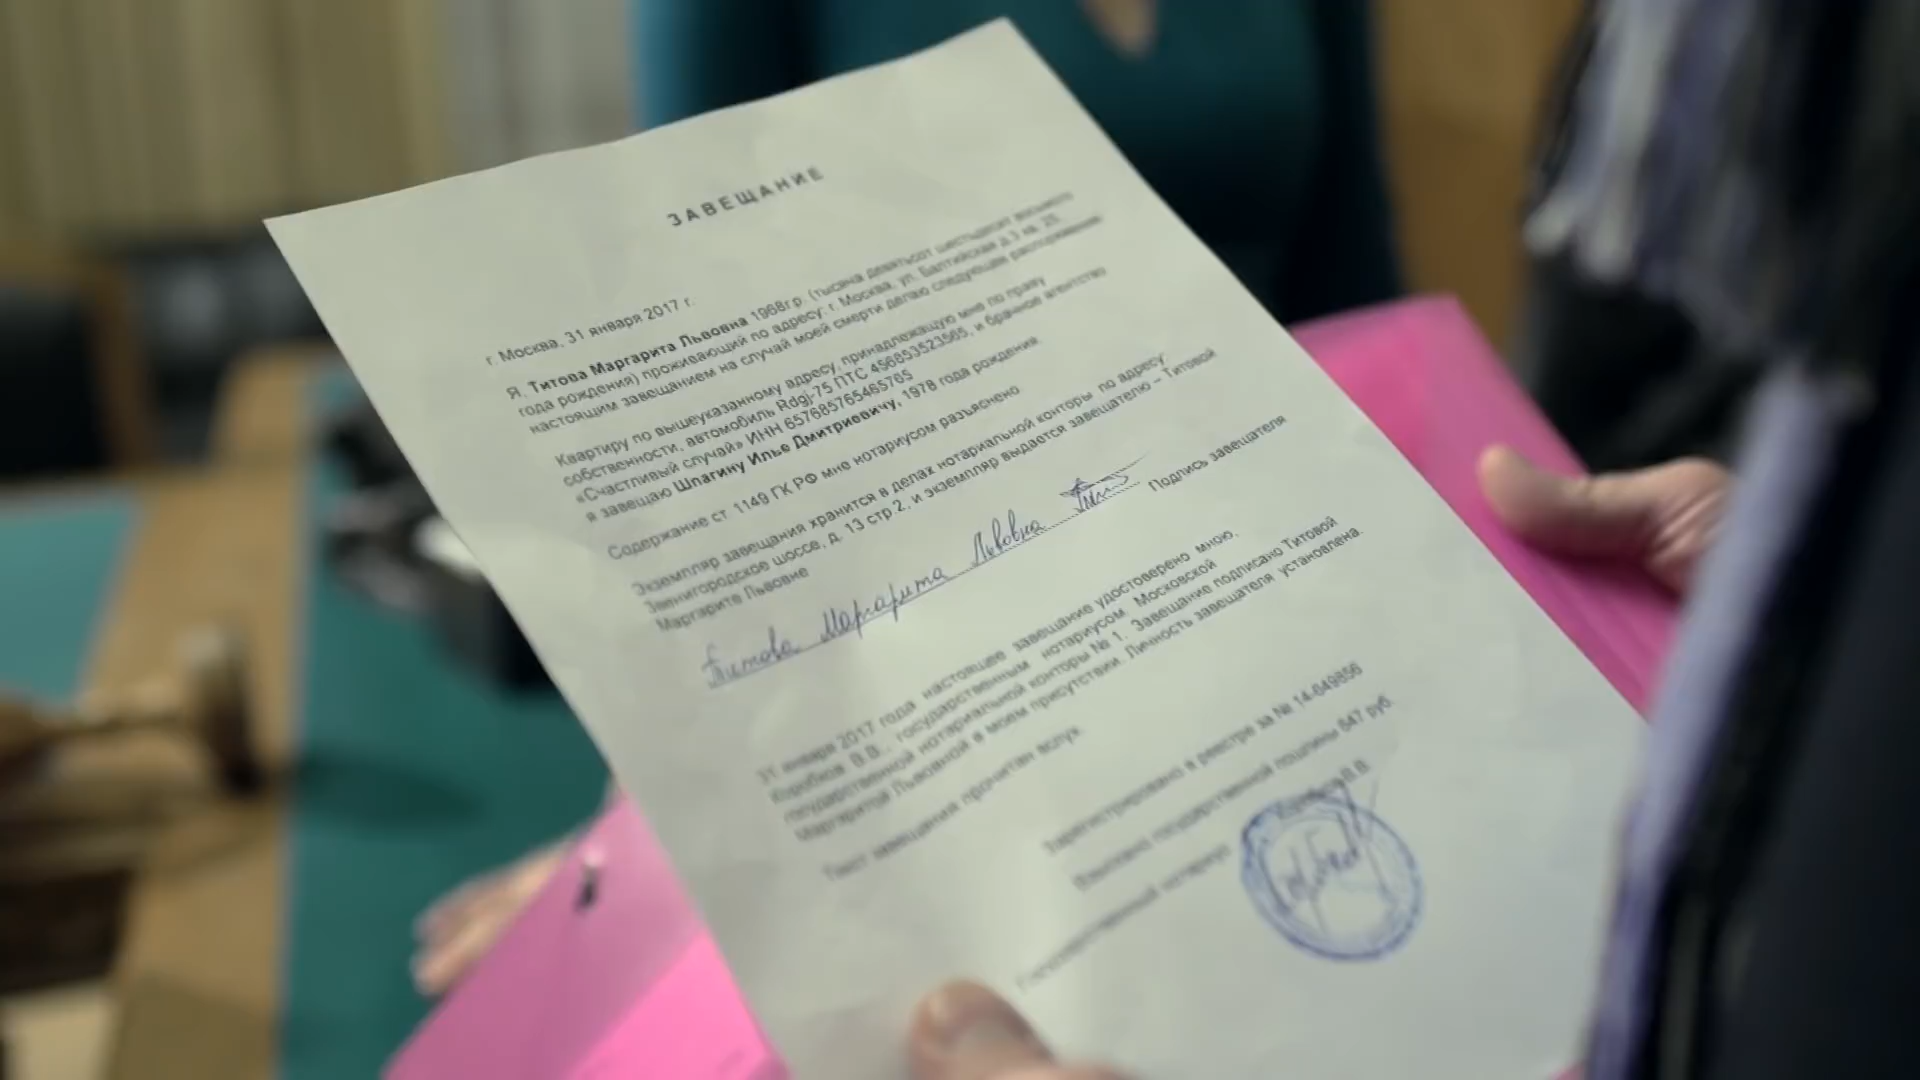 ЗАВЕЩАНИЕ
г. Москва, 31 января 2017 г.
Я, Титова Маргарита Львовна 1968г.р. (тысяча девятьсот шестьдесят восьмого
года рождения) проживающий по адресу: г. Москва, ул. Балтийская д.3 кв. 25,
настоящим завещанием на случай моей смерти делаю следующее распоряжение
Квартиру по вышеуказанному адресу, принадлежащую мне по праву
собственности, автомобиль Rdgj-75 ПТС 496853523565, и брачное агентство
«Счастливый случай» ИНН 657685765465765
я завещаю Шпагину Илье Дмитриевичу, 1978 года рождения.
Содержание ст. 1149 ГК РФ мне нотариусом разъяснено.
Экземпляр завещания хранится в делах нотариальной конторы по адресу
Звенигородское шоссе, д. 13 стр.2, и экземпляр выдается завещателю – Титовой
Маргарите Львовне
Титова Маргарита Львовна Подпись завещателя
31 января 2017 года настоящее завещание удостоверено мною,
Коробков В.В., государственным нотариусом Московской
государственной нотариальной конторы № 1. Завещание подписано Титовой
Маргаритой Львовной в моем присутствии. Личность завещателя установлена.
Текст завещания прочитан вслух.
Зарегистрировано в реестре за № 14-649856
Взыскано государственной пошлины 647 руб.
Государственный нотариус В.В.